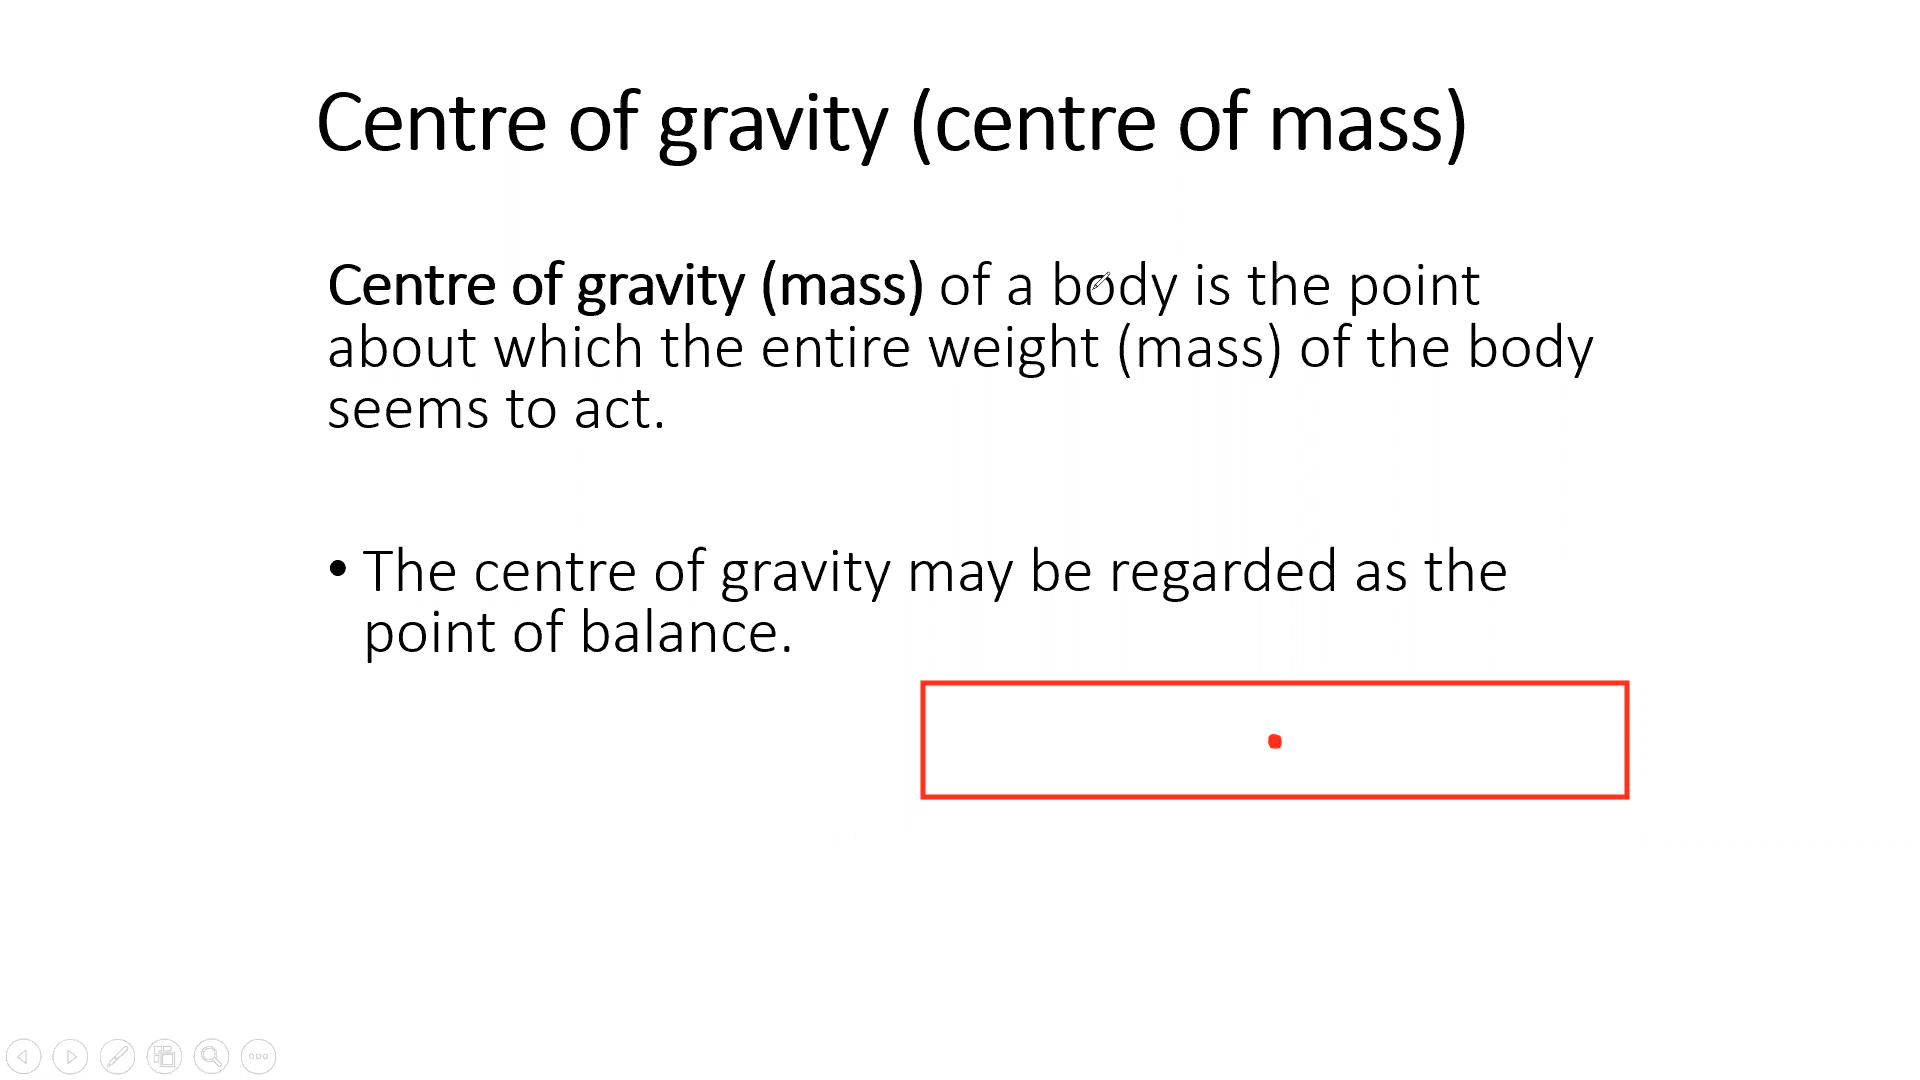 Centre of gravity (centre of mass)
Centre of gravity (mass) of a body is the point
about which the entire weight (mass) of the body
seems to act.
• The centre of gravity may be regarded as the
point of balance.